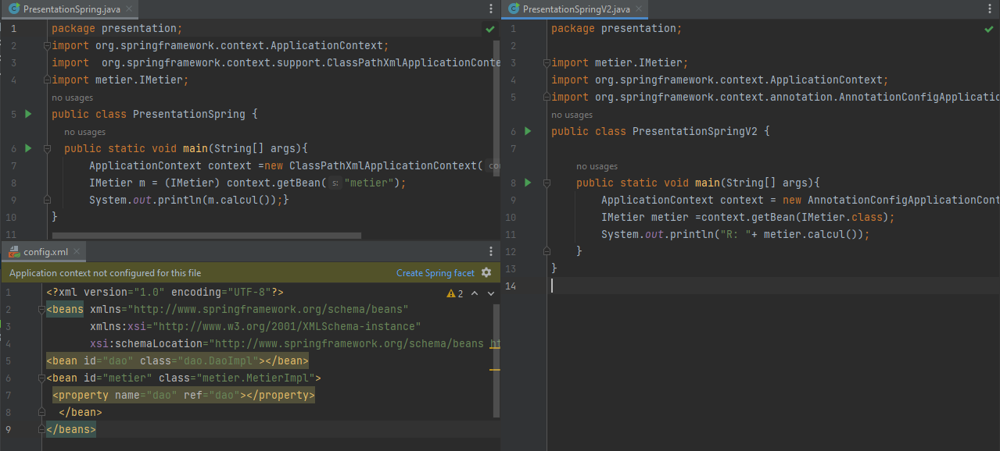 PresentationSpring.java
1 package presentation;
2 import org.springframework.context.ApplicationContext;
3 import org.springframework.context.support.ClassPathXmlApplicationConte
4 import metier.IMetier;
no usages
5 public class PresentationSpring {
no usages
6 public static void main(String[] args){
7 ApplicationContext context =new ClassPathXmlApplicationContext( con
8 IMetier m = (IMetier) context.getBean( s: "metier");
9 System.out.println(m.calcul());}
10 }
11
config.xml
Application context not configured for this file Create Spring facet
1 <?xml version="1.0" encoding="UTF-8"?> 2
2 <beans xmlns="http://www.springframework.org/schema/beans"
3 xmlns:xsi="http://www.w3.org/2001/XMLSchema-instance"
4 xsi:schemaLocation="http://www.springframework.org/schema/beans ht
5 <bean id="dao" class="dao.DaoImpl"></bean>
6 <bean id="metier" class="metier.MetierImpl">
7 <property name="dao" ref="dao"></property>
8 </bean>
9 </beans>
PresentationSpringV2.java
1 package presentation;
2
3 import metier.IMetier;
4 import org.springframework.context.ApplicationContext;
5 import org.springframework.context.annotation.AnnotationConfigApplicatio
no usages
6 public class PresentationSpringV2 {
7
no usages
8 public static void main(String[] args){
9 ApplicationContext context = new AnnotationConfigApplicationCont
10 IMetier metier =context.getBean(IMetier.class);
11 System.out.println("R: "+ metier.calcul());
12 }
13 }
14